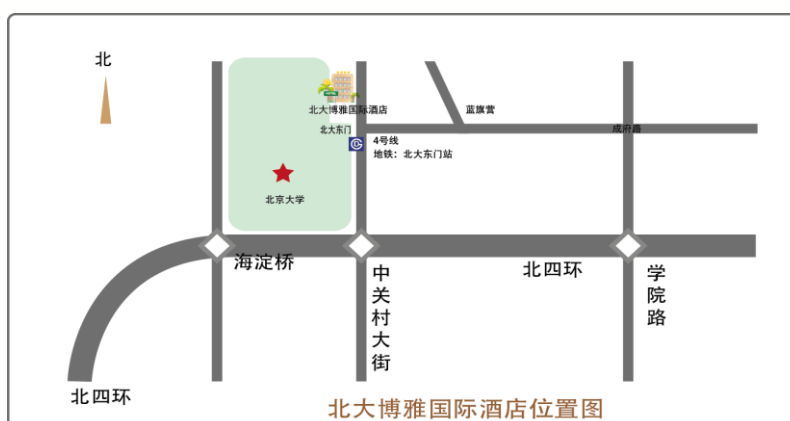 北
北大博雅国际酒店
蓝旗营
北大东门
成府路
4号线
地铁：北大东门站
北京大学
海淀桥
北四环
中关村大街
学院路
北四环
北大博雅国际酒店位置图